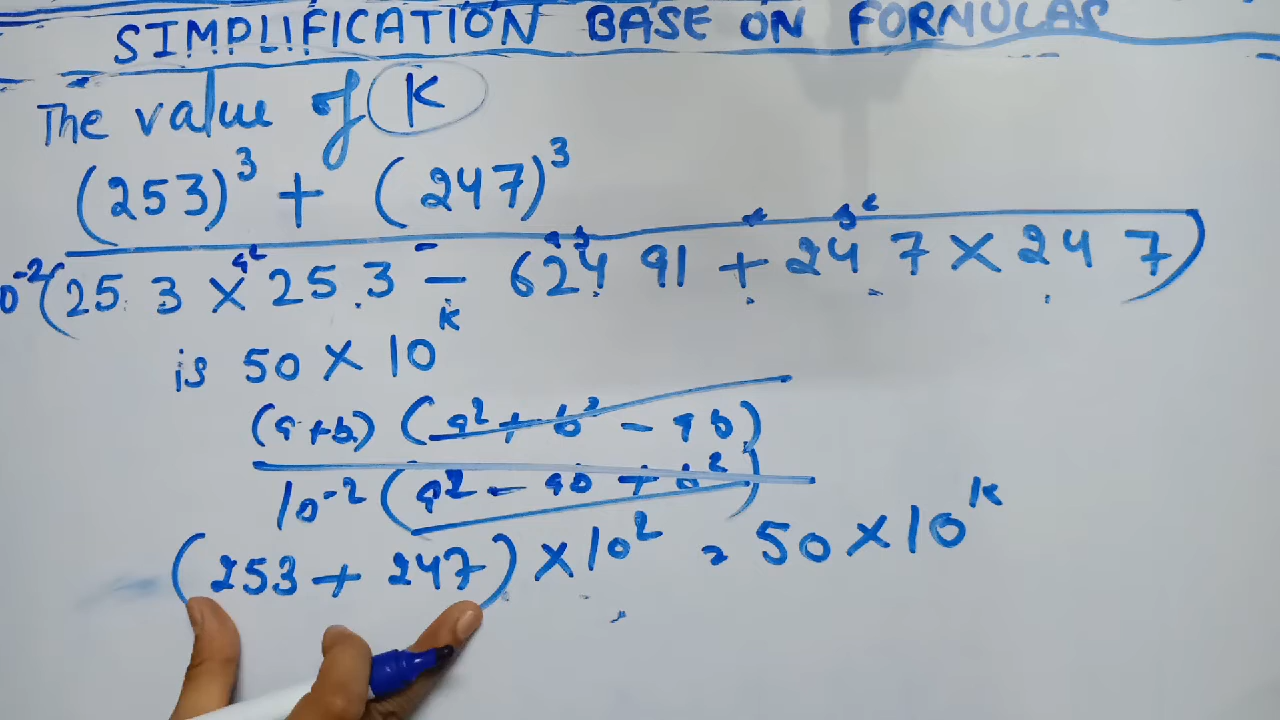 SIMPLIFICATION BASE ON FORMULAS
The value of K
(253)³ + (247)³
10⁻²(25.3 × 25.3 - 624.91 + 24.7 × 24.7)
is 50 × 10ᴷ
(a+b) (a² + b² - ab)
10⁻² (a² - ab + b²)
(253 + 247) × 10² = 50 × 10ᴷ